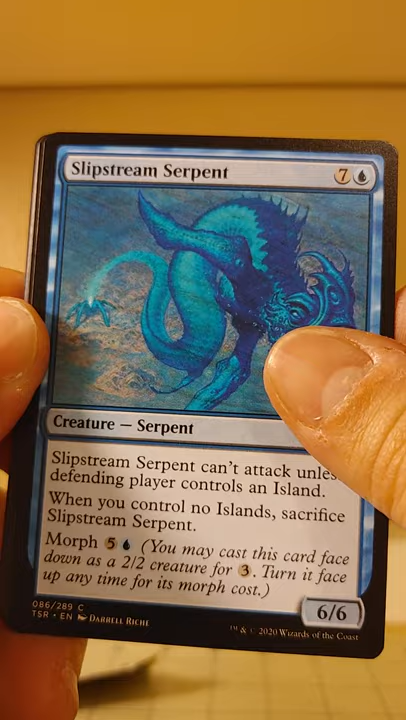 Slipstream Serpent 7
Creature — Serpent
Slipstream Serpent can't attack unles
defending player controls an Island.
When you control no Islands, sacrifice
Slipstream Serpent.
Morph 5 (You may cast this card face
down as a 2/2 creature for 3. Turn it face
up any time for its morph cost.)
6/6
086/289 C
TSR • EN DARRELL RICHE
™ & © 2020 Wizards of the Coast